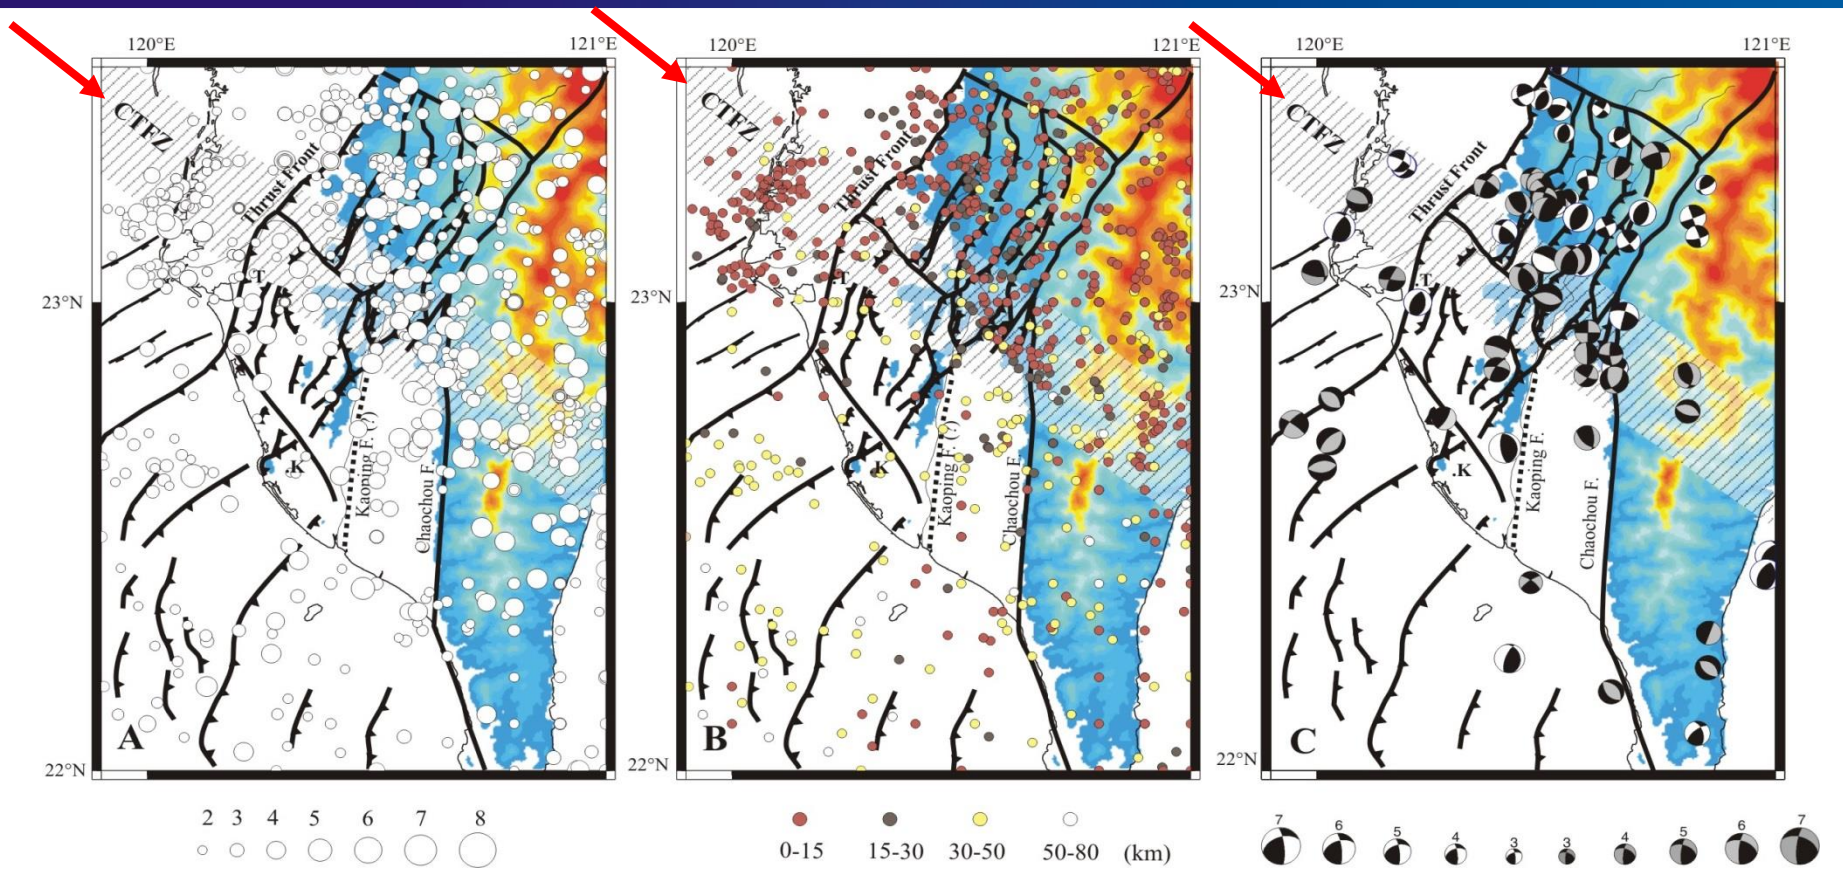 120°E
121°E
CTFZ
Thrust Front
T
23°N
K
Kaoping F. (?)
Chaochou F.
A
22°N
2 3 4 5 6 7 8
120°E
121°E
CTFZ
Thrust Front
T
23°N
K
Kaoping F. (?)
Chaochou F.
B
22°N
0-15 15-30 30-50 50-80 (km)
120°E
121°E
CTFZ
Thrust Front
T
23°N
.K
Kaoping F.
Chaochou F.
C
22°N
7 6 5 4 3 3 4 5 6 7